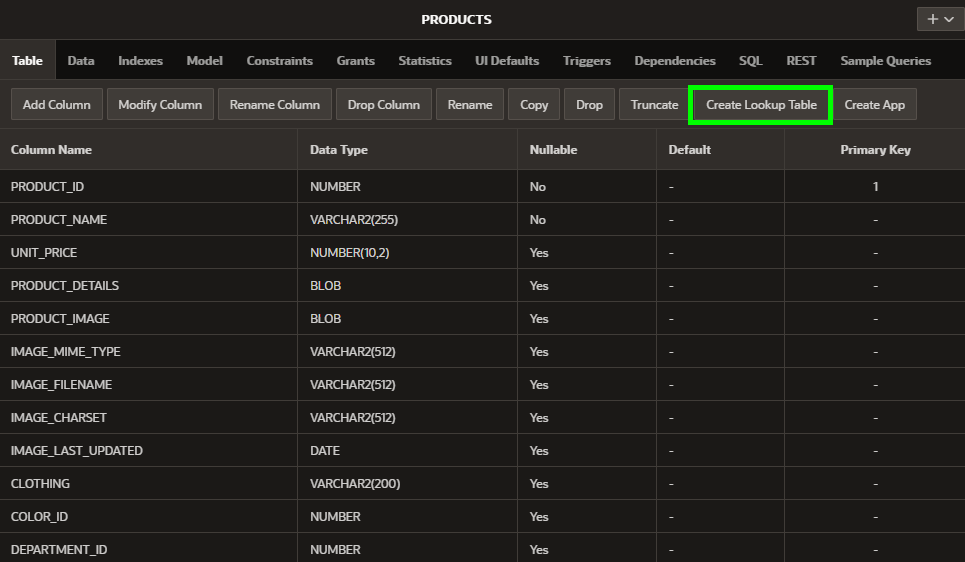 PRODUCTS
Table Data Indexes Model Constraints Grants Statistics UI Defaults Triggers Dependencies SQL REST Sample Queries
Add Column Modify Column Rename Column Drop Column Rename Copy Drop Truncate Create Lookup Table Create App
Column Name Data Type Nullable Default Primary Key
PRODUCT_ID NUMBER No - 1
PRODUCT_NAME VARCHAR2(255) No - -
UNIT_PRICE NUMBER(10,2) Yes - -
PRODUCT_DETAILS BLOB Yes - -
PRODUCT_IMAGE BLOB Yes - -
IMAGE_MIME_TYPE VARCHAR2(512) Yes - -
IMAGE_FILENAME VARCHAR2(512) Yes - -
IMAGE_CHARSET VARCHAR2(512) Yes - -
IMAGE_LAST_UPDATED DATE Yes - -
CLOTHING VARCHAR2(200) Yes - -
COLOR_ID NUMBER Yes - -
DEPARTMENT_ID NUMBER Yes - -